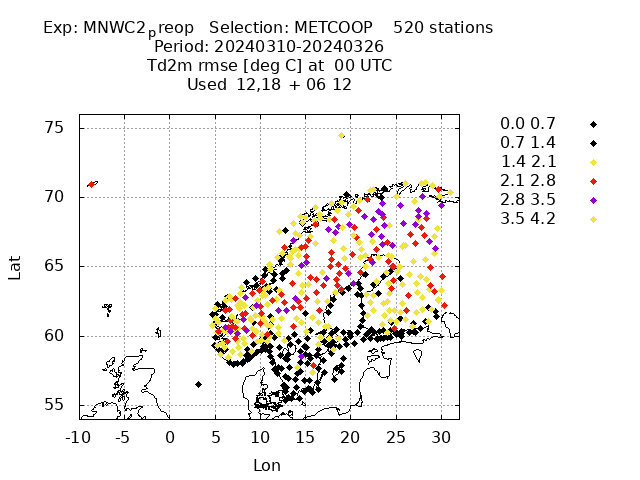 Exp: MNWC2preop Selection: METCOOP 520 stations
Period: 20240310-20240326
Td2m rmse [deg C] at 00 UTC
Used 12,18 + 06 12
0.0 0.7
0.7 1.4
1.4 2.1
2.1 2.8
2.8 3.5
3.5 4.2
75
70
65
60
55
Lat
-10 -5 0 5 10 15 20 25 30
Lon